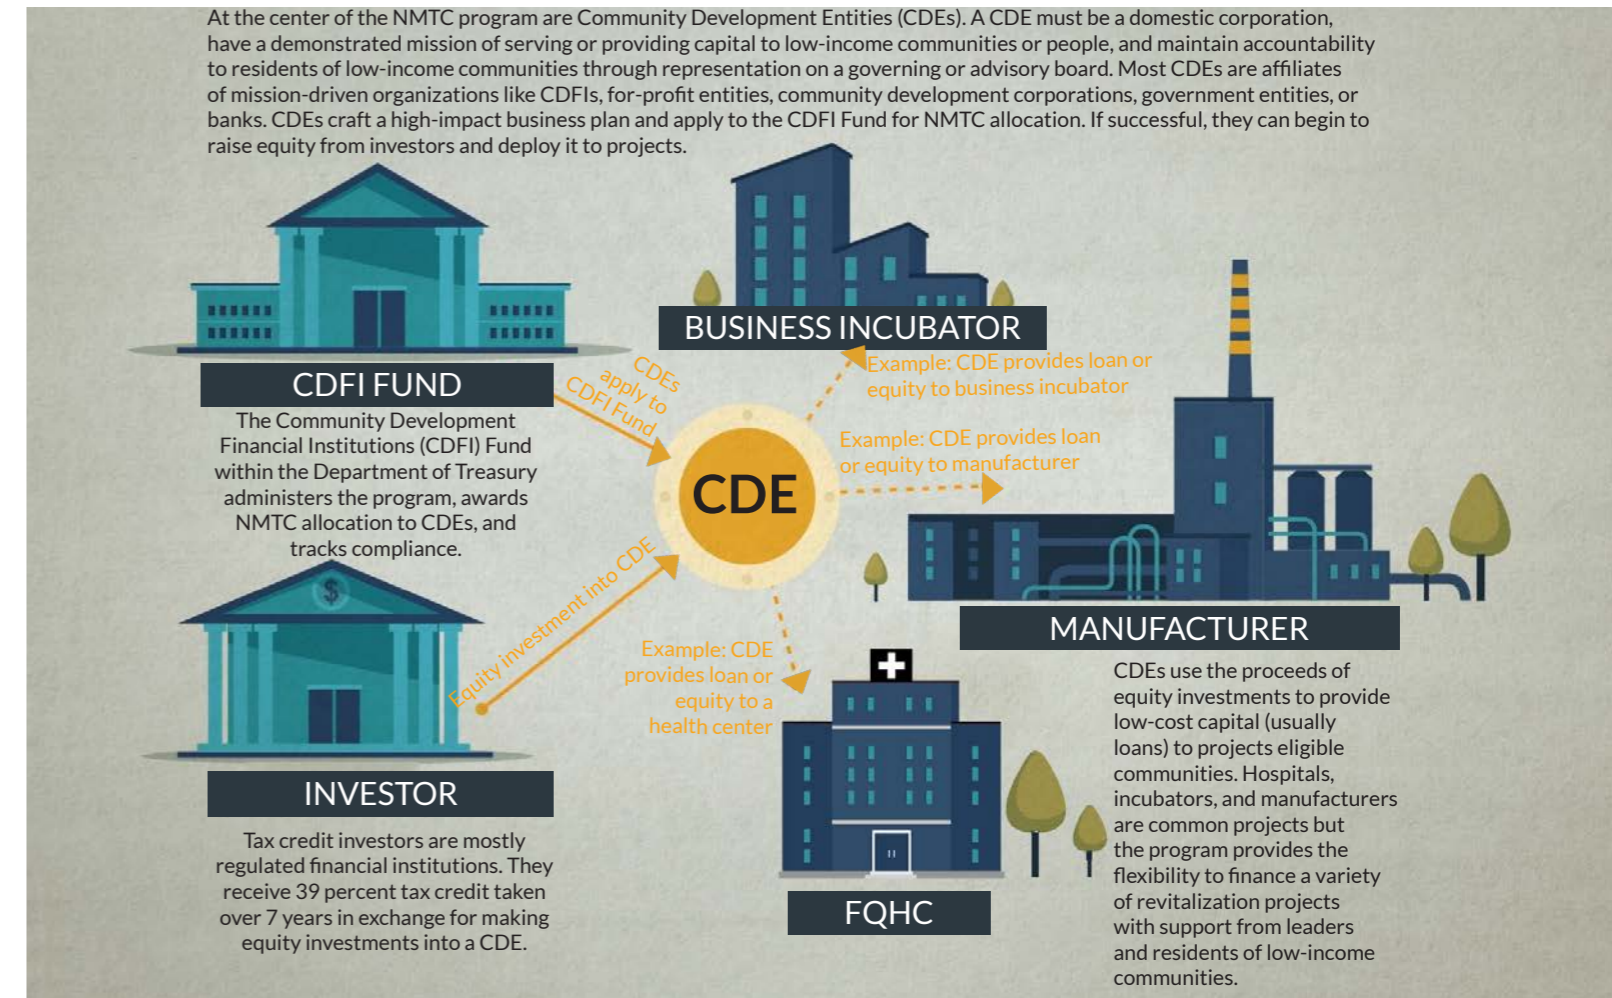 At the center of the NMTC program are Community Development Entities (CDEs). A CDE must be a domestic corporation,
have a demonstrated mission of serving or providing capital to low-income communities or people, and maintain accountability
to residents of low-income communities through representation on a governing or advisory board. Most CDEs are affiliates
of mission-driven organizations like CDFIs, for-profit entities, community development corporations, government entities, or
banks. CDEs craft a high-impact business plan and apply to the CDFI Fund for NMTC allocation. If successful, they can begin to
raise equity from investors and deploy it to projects.
BUSINESS INCUBATOR
CDFI FUND
The Community Development
Financial Institutions (CDFI) Fund
within the Department of Treasury
administers the program, awards
NMTC allocation to CDEs, and
tracks compliance.
CDEs
apply to
CDFI Fund
Example: CDE provides loan or
equity to business incubator
Example: CDE provides loan
or equity to manufacturer
CDE
Equity investment into CDE
Example: CDE
provides loan or
equity to a
health center
$
INVESTOR
Tax credit investors are mostly
regulated financial institutions. They
receive 39 percent tax credit taken
over 7 years in exchange for making
equity investments into a CDE.
FQHC
MANUFACTURER
CDEs use the proceeds of
equity investments to provide
low-cost capital (usually
loans) to projects eligible
communities. Hospitals,
incubators, and manufacturers
are common projects but
the program provides the
flexibility to finance a variety
of revitalization projects
with support from leaders
and residents of low-income
communities.